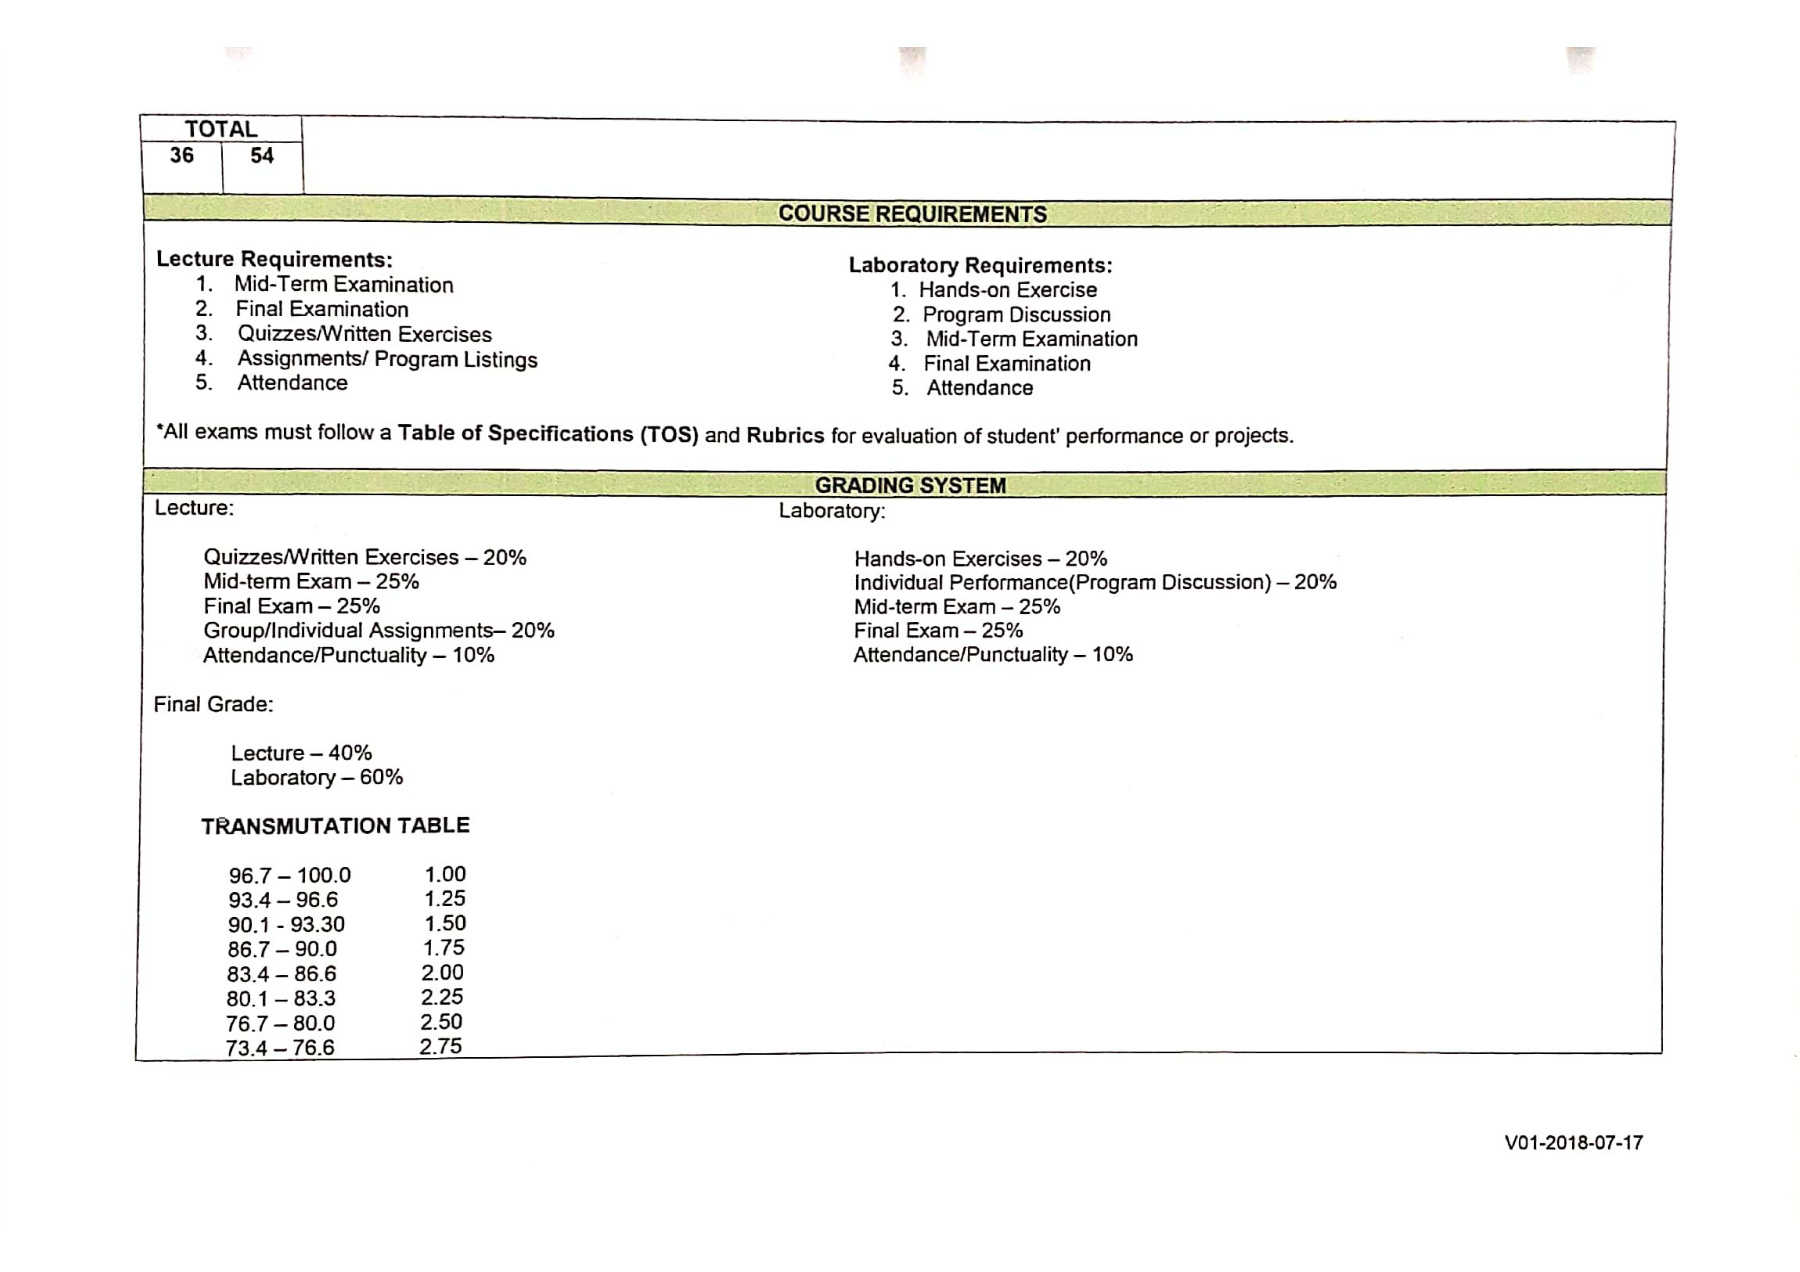 TOTAL
36 54
COURSE REQUIREMENTS
Lecture Requirements:
1. Mid-Term Examination
2. Final Examination
3. Quizzes/Written Exercises
4. Assignments/ Program Listings
5. Attendance
Laboratory Requirements:
1. Hands-on Exercise
2. Program Discussion
3. Mid-Term Examination
4. Final Examination
5. Attendance
*All exams must follow a Table of Specifications (TOS) and Rubrics for evaluation of student' performance or projects.
GRADING SYSTEM
Lecture:
Quizzes/Written Exercises – 20%
Mid-term Exam – 25%
Final Exam – 25%
Group/Individual Assignments– 20%
Attendance/Punctuality – 10%
Laboratory:
Hands-on Exercises – 20%
Individual Performance(Program Discussion) – 20%
Mid-term Exam – 25%
Final Exam – 25%
Attendance/Punctuality – 10%
Final Grade:
Lecture – 40%
Laboratory – 60%
TRANSMUTATION TABLE
96.7 – 100.0 1.00
93.4 – 96.6 1.25
90.1 - 93.30 1.50
86.7 – 90.0 1.75
83.4 – 86.6 2.00
80.1 – 83.3 2.25
76.7 – 80.0 2.50
73.4 – 76.6 2.75
V01-2018-07-17